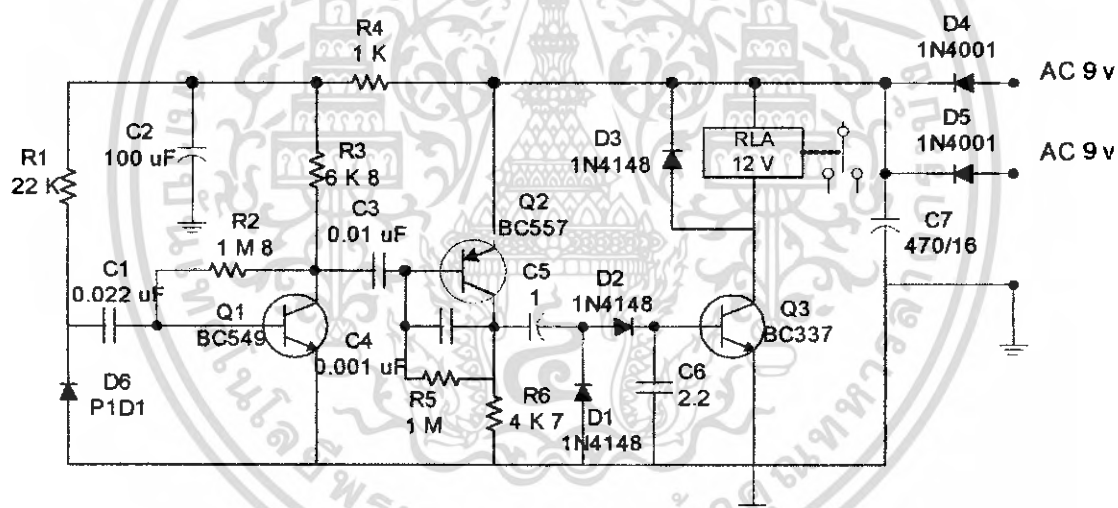 R4
1 K
D4
1N4001
AC 9 v
C2
100 uF
R3
6 K 8
D3
1N4148
RLA
12 V
D5
1N4001
AC 9 v
R1
22 K
R2
1 M 8
C3
0.01 uF
Q2
BC557
C7
470/16
C1
0.022 uF
Q1
BC549
C5
1
D2
1N4148
Q3
BC337
D6
P1D1
C4
0.001 uF
R5
1 M
R6
4 K 7
D1
1N4148
C6
2.2